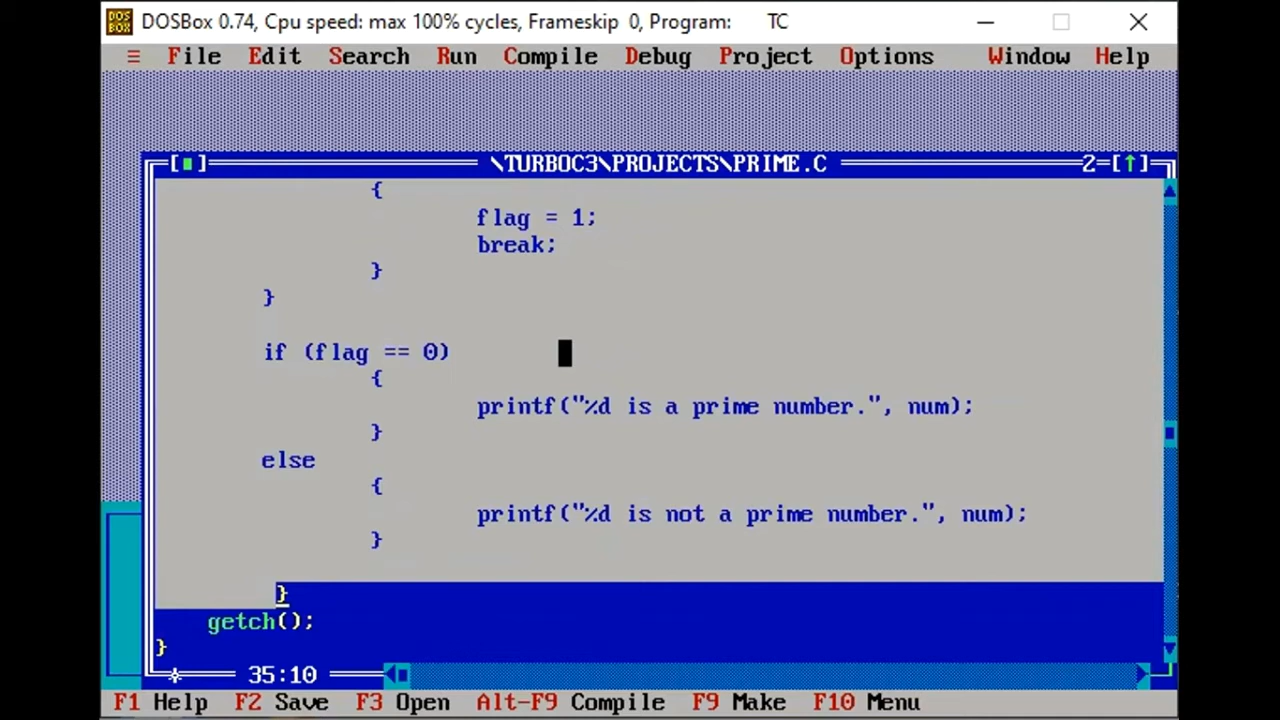 DOSBox 0.74, Cpu speed: max 100% cycles, Frameskip 0, Program: TC
≡ File Edit Search Run Compile Debug Project Options Window Help
[■] \TURBOC3\PROJECTS\PRIME.C 2=[↑]
{
flag = 1;
break;
}
}
if (flag == 0)
{
printf("%d is a prime number.", num);
}
else
{
printf("%d is not a prime number.", num);
}
}
getch();
}
35:10
F1 Help F2 Save F3 Open Alt-F9 Compile F9 Make F10 Menu